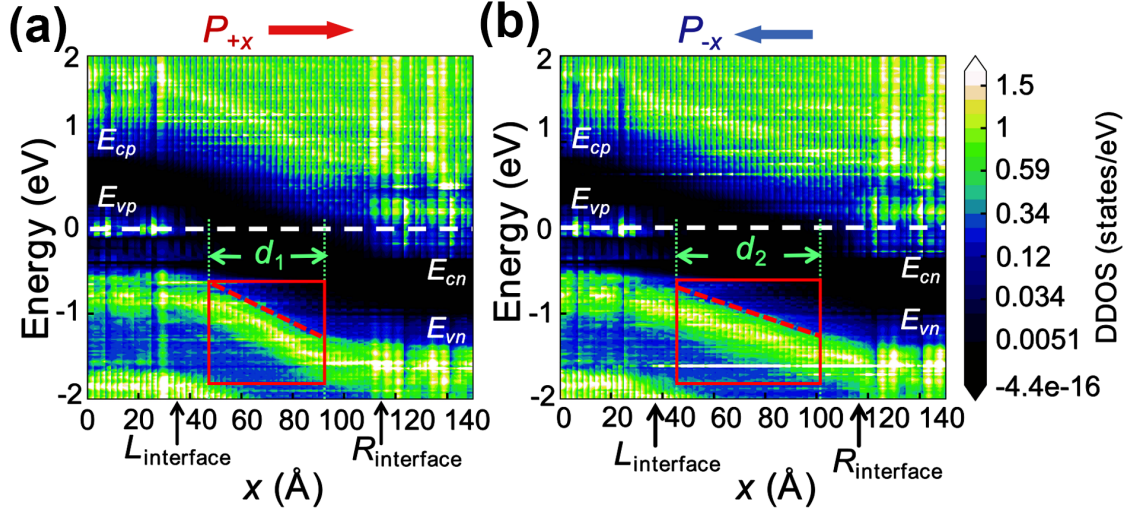 (a)
P+x
(b)
P-x
Energy (eV)
2
1
0
-1
-2
Ecp
Evp
d1
Ecn
Evn
0 20 40 60 80 100 120 140
Linterface
Rinterface
x (Å)
Energy (eV)
2
1
0
-1
-2
Ecp
Evp
d2
Ecn
Evn
0 20 40 60 80 100 120 140
Linterface
Rinterface
x (Å)
1.5
1
0.59
0.34
0.12
0.034
0.0051
-4.4e-16
DDOS (states/eV)